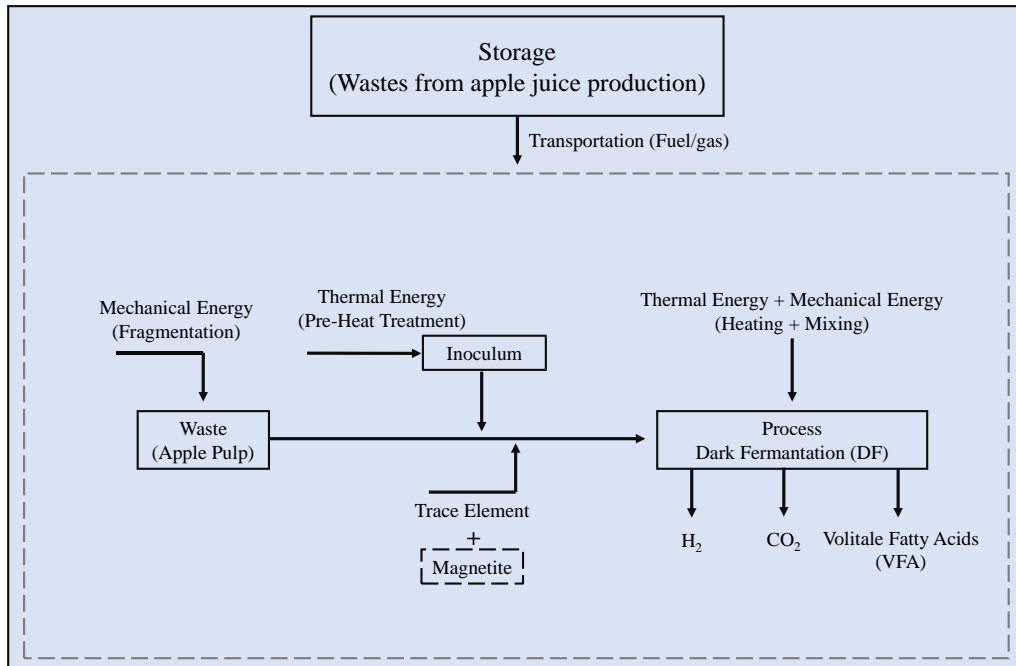 Storage
(Wastes from apple juice production)
Transportation (Fuel/gas)
Mechanical Energy
(Fragmentation)
Thermal Energy
(Pre-Heat Treatment)
Inoculum
Thermal Energy + Mechanical Energy
(Heating + Mixing)
Waste
(Apple Pulp)
Process
Dark Fermantation (DF)
Trace Element
+
Magnetite
H₂
CO₂
Volitale Fatty Acids
(VFA)